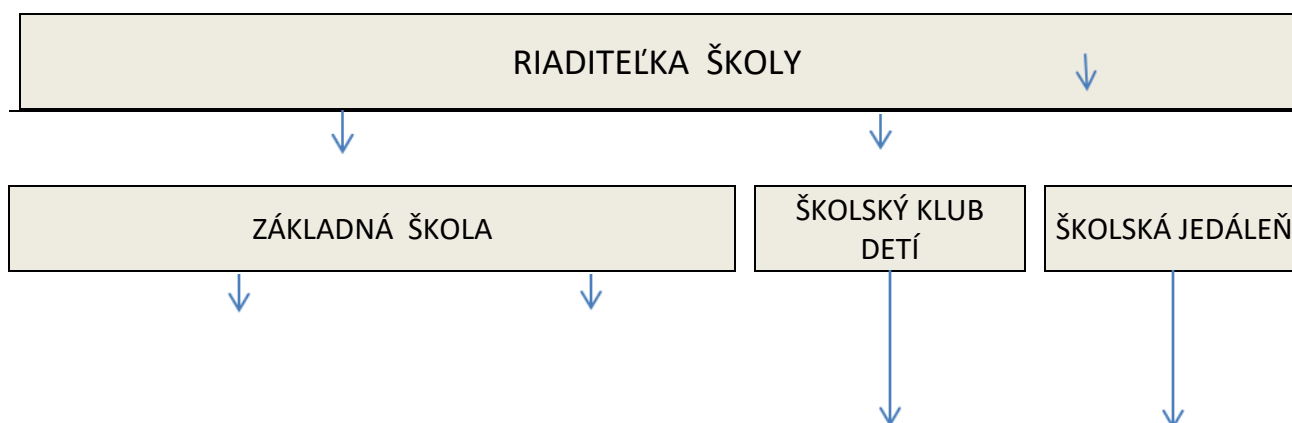 RIADITEĽKA ŠKOLY
ZÁKLADNÁ ŠKOLA
ŠKOLSKÝ KLUB
DETÍ
ŠKOLSKÁ JEDÁLEŇ